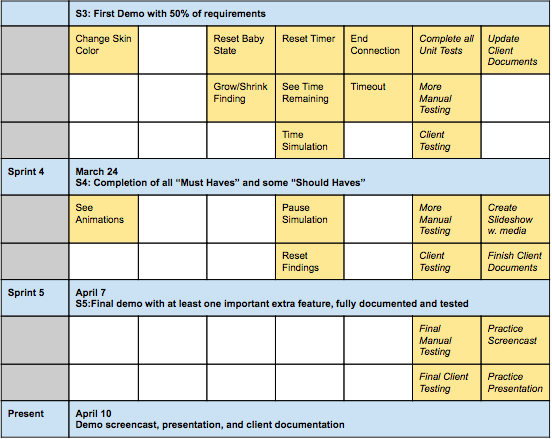 S3: First Demo with 50% of requirements
Change Skin Color
Reset Baby State
Reset Timer
End Connection
Complete all Unit Tests
Update Client Documents
Grow/Shrink Finding
See Time Remaining
Timeout
More Manual Testing
Time Simulation
Client Testing
Sprint 4
March 24
S4: Completion of all “Must Haves” and some “Should Haves”
See Animations
Pause Simulation
More Manual Testing
Create Slideshow w. media
Reset Findings
Client Testing
Finish Client Documents
Sprint 5
April 7
S5:Final demo with at least one important extra feature, fully documented and tested
Final Manual Testing
Practice Screencast
Final Client Testing
Practice Presentation
Present
April 10
Demo screencast, presentation, and client documentation